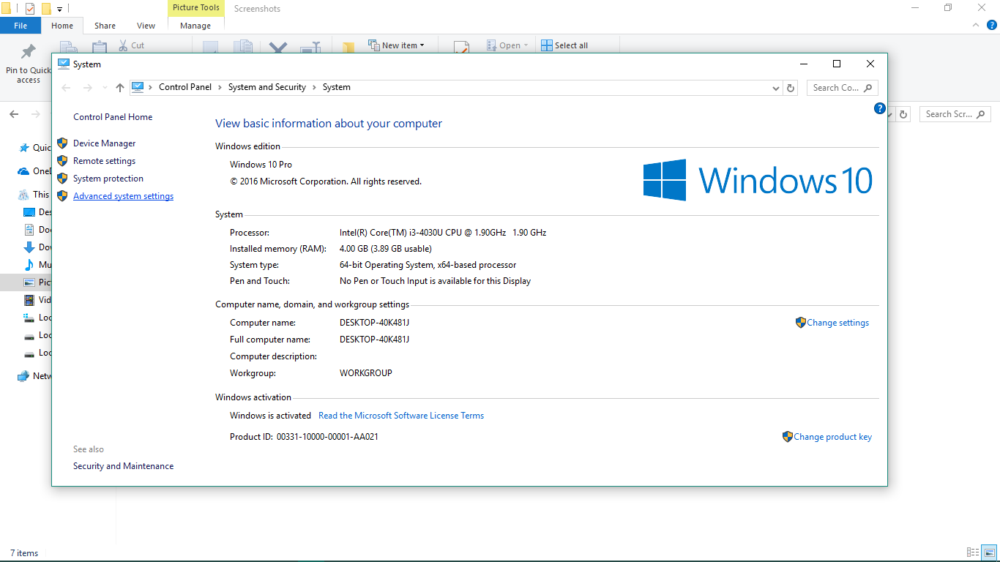 Picture Tools
Screenshots
File
Home
Share
View
Manage
Pin to Quick
access
Cut
New item
Open
Select all
System
Control Panel
System and Security
System
Search Co...
Search Scr...
Control Panel Home
Device Manager
Remote settings
System protection
Advanced system settings
See also
Security and Maintenance
View basic information about your computer
Windows edition
Windows 10 Pro
© 2016 Microsoft Corporation. All rights reserved.
Windows 10
System
Processor: Intel(R) Core(TM) i3-4030U CPU @ 1.90GHz 1.90 GHz
Installed memory (RAM): 4.00 GB (3.89 GB usable)
System type: 64-bit Operating System, x64-based processor
Pen and Touch: No Pen or Touch Input is available for this Display
Computer name, domain, and workgroup settings
Computer name: DESKTOP-40K481J
Change settings
Full computer name: DESKTOP-40K481J
Computer description:
Workgroup: WORKGROUP
Windows activation
Windows is activated Read the Microsoft Software License Terms
Product ID: 00331-10000-00001-AA021
Change product key
Quic
OneD
This
Des
Doc
Dow
Mu
Pic
Vid
Loc
Loc
Loc
Netw
7 items